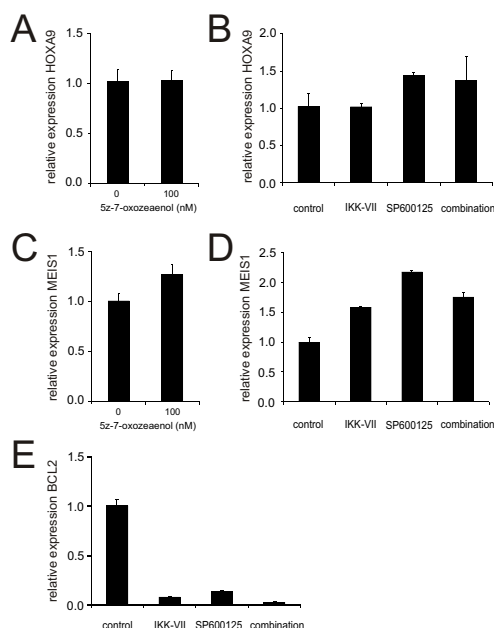 A
relative expression HOXA9
1.5
1.0
0.5
0.0
0 100
5z-7-oxozeaenol (nM)
B
relative expression HOXA9
2.0
1.5
1.0
0.5
0.0
control IKK-VII SP600125 combination
C
relative expression MEIS1
1.5
1.0
0.5
0.0
0 100
5z-7-oxozeaenol (nM)
D
relative expression MEIS1
2.5
2.0
1.5
1.0
0.5
0.0
control IKK-VII SP600125 combination
E
relative expression BCL2
1.5
1.0
0.5
0.0
control IKK-VII SP600125 combination